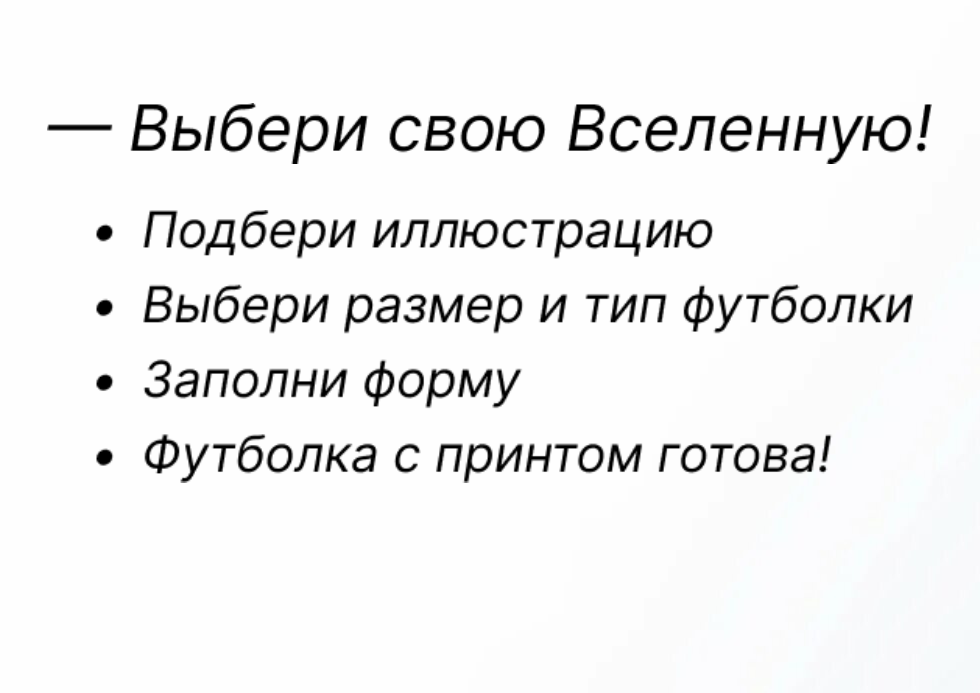 — Выбери свою Вселенную!
• Подбери иллюстрацию
• Выбери размер и тип футболки
• Заполни форму
• Футболка с принтом готова!